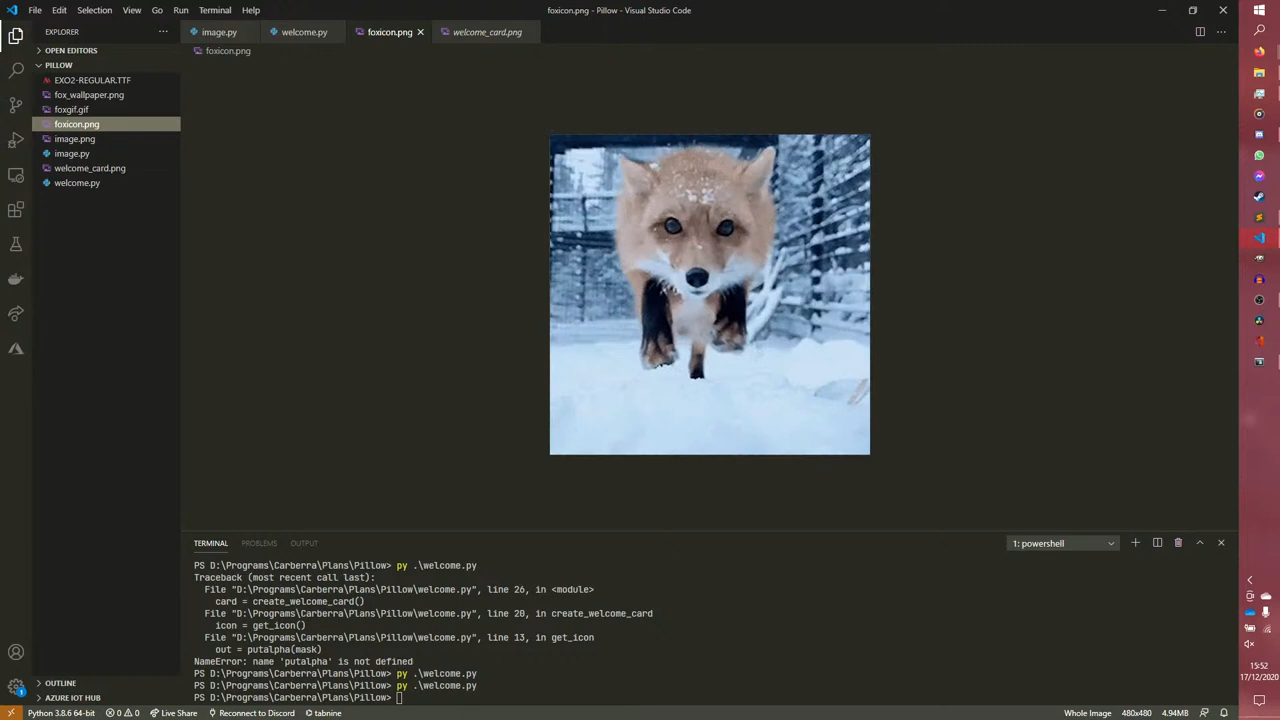 File Edit Selection View Go Run Terminal Help
foxicon.png - Pillow - Visual Studio Code
EXPLORER
image.py
welcome.py
foxicon.png
welcome_card.png
OPEN EDITORS
PILLOW
EXO2-REGULAR.TTF
fox_wallpaper.png
foxgif.gif
foxicon.png
image.png
image.py
welcome_card.png
welcome.py
OUTLINE
AZURE IOT HUB
foxicon.png
TERMINAL PROBLEMS OUTPUT
1: powershell
PS D:\Programs\Carberra\Plans\Pillow> py .\welcome.py
Traceback (most recent call last):
File "D:\Programs\Carberra\Plans\Pillow\welcome.py", line 26, in <module>
card = create_welcome_card()
File "D:\Programs\Carberra\Plans\Pillow\welcome.py", line 20, in create_welcome_card
icon = get_icon()
File "D:\Programs\Carberra\Plans\Pillow\welcome.py", line 13, in get_icon
out = putalpha(mask)
NameError: name 'putalpha' is not defined
PS D:\Programs\Carberra\Plans\Pillow> py .\welcome.py
PS D:\Programs\Carberra\Plans\Pillow> py .\welcome.py
PS D:\Programs\Carberra\Plans\Pillow>
1
Python 3.8.6 64-bit 0 0 Live Share Reconnect to Discord tabnine
Whole Image 480x480 4.94MB
15:52
17/12/2020